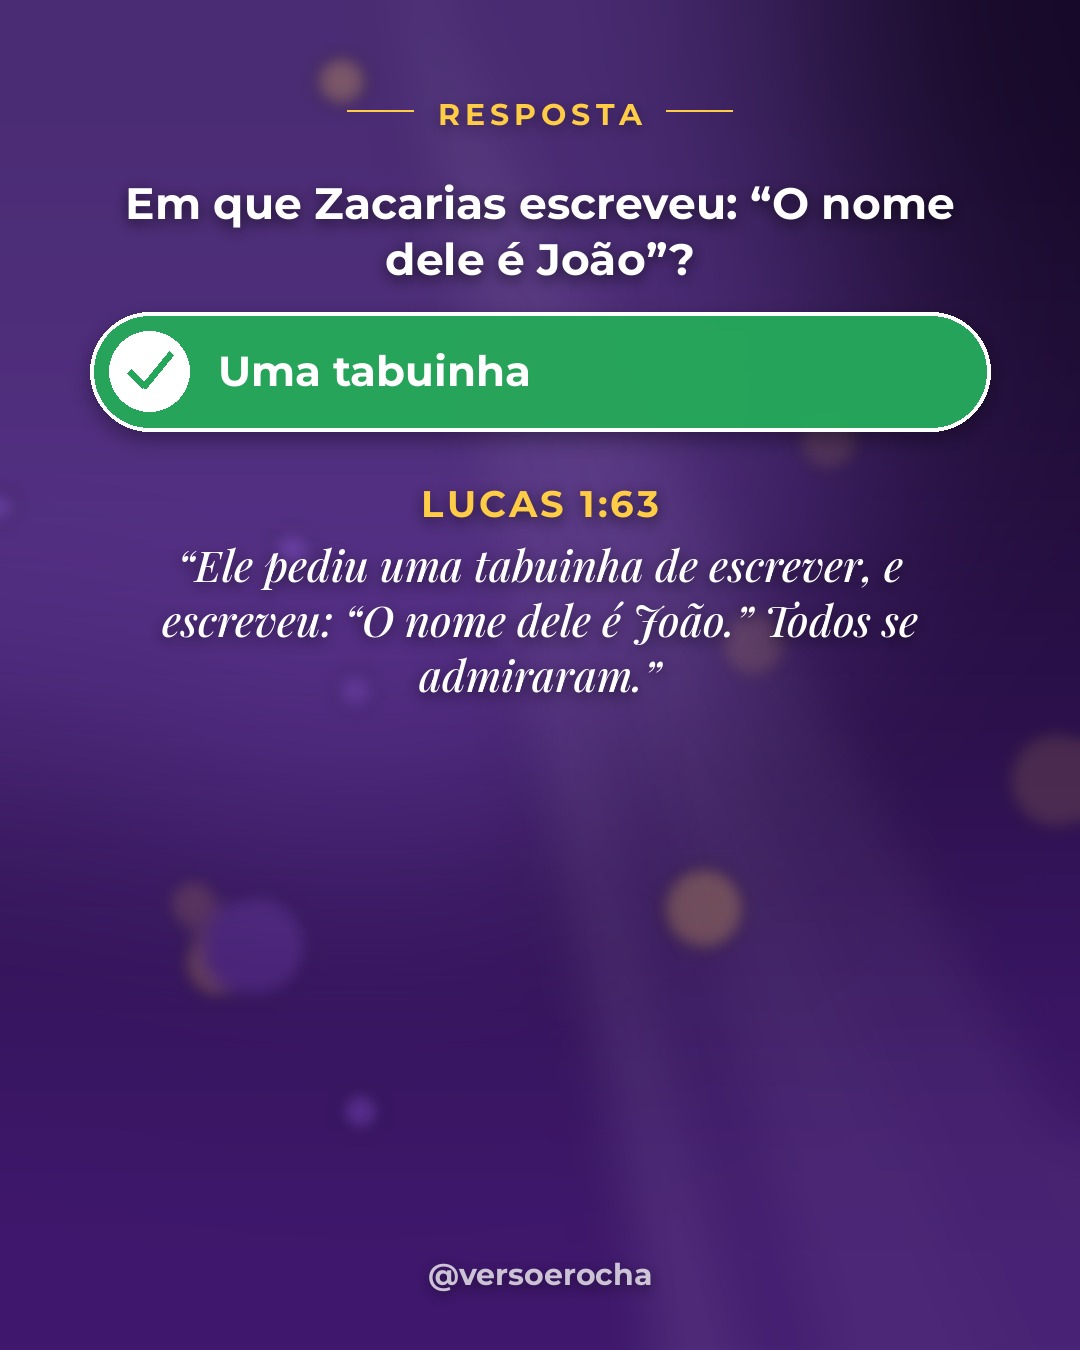 RESPOSTA
Em que Zacarias escreveu: “O nome
dele é João”?
Uma tabuinha
LUCAS 1:63
“Ele pediu uma tabuinha de escrever, e
escreveu: “O nome dele é João.” Todos se
admiraram.”
@versoerocha